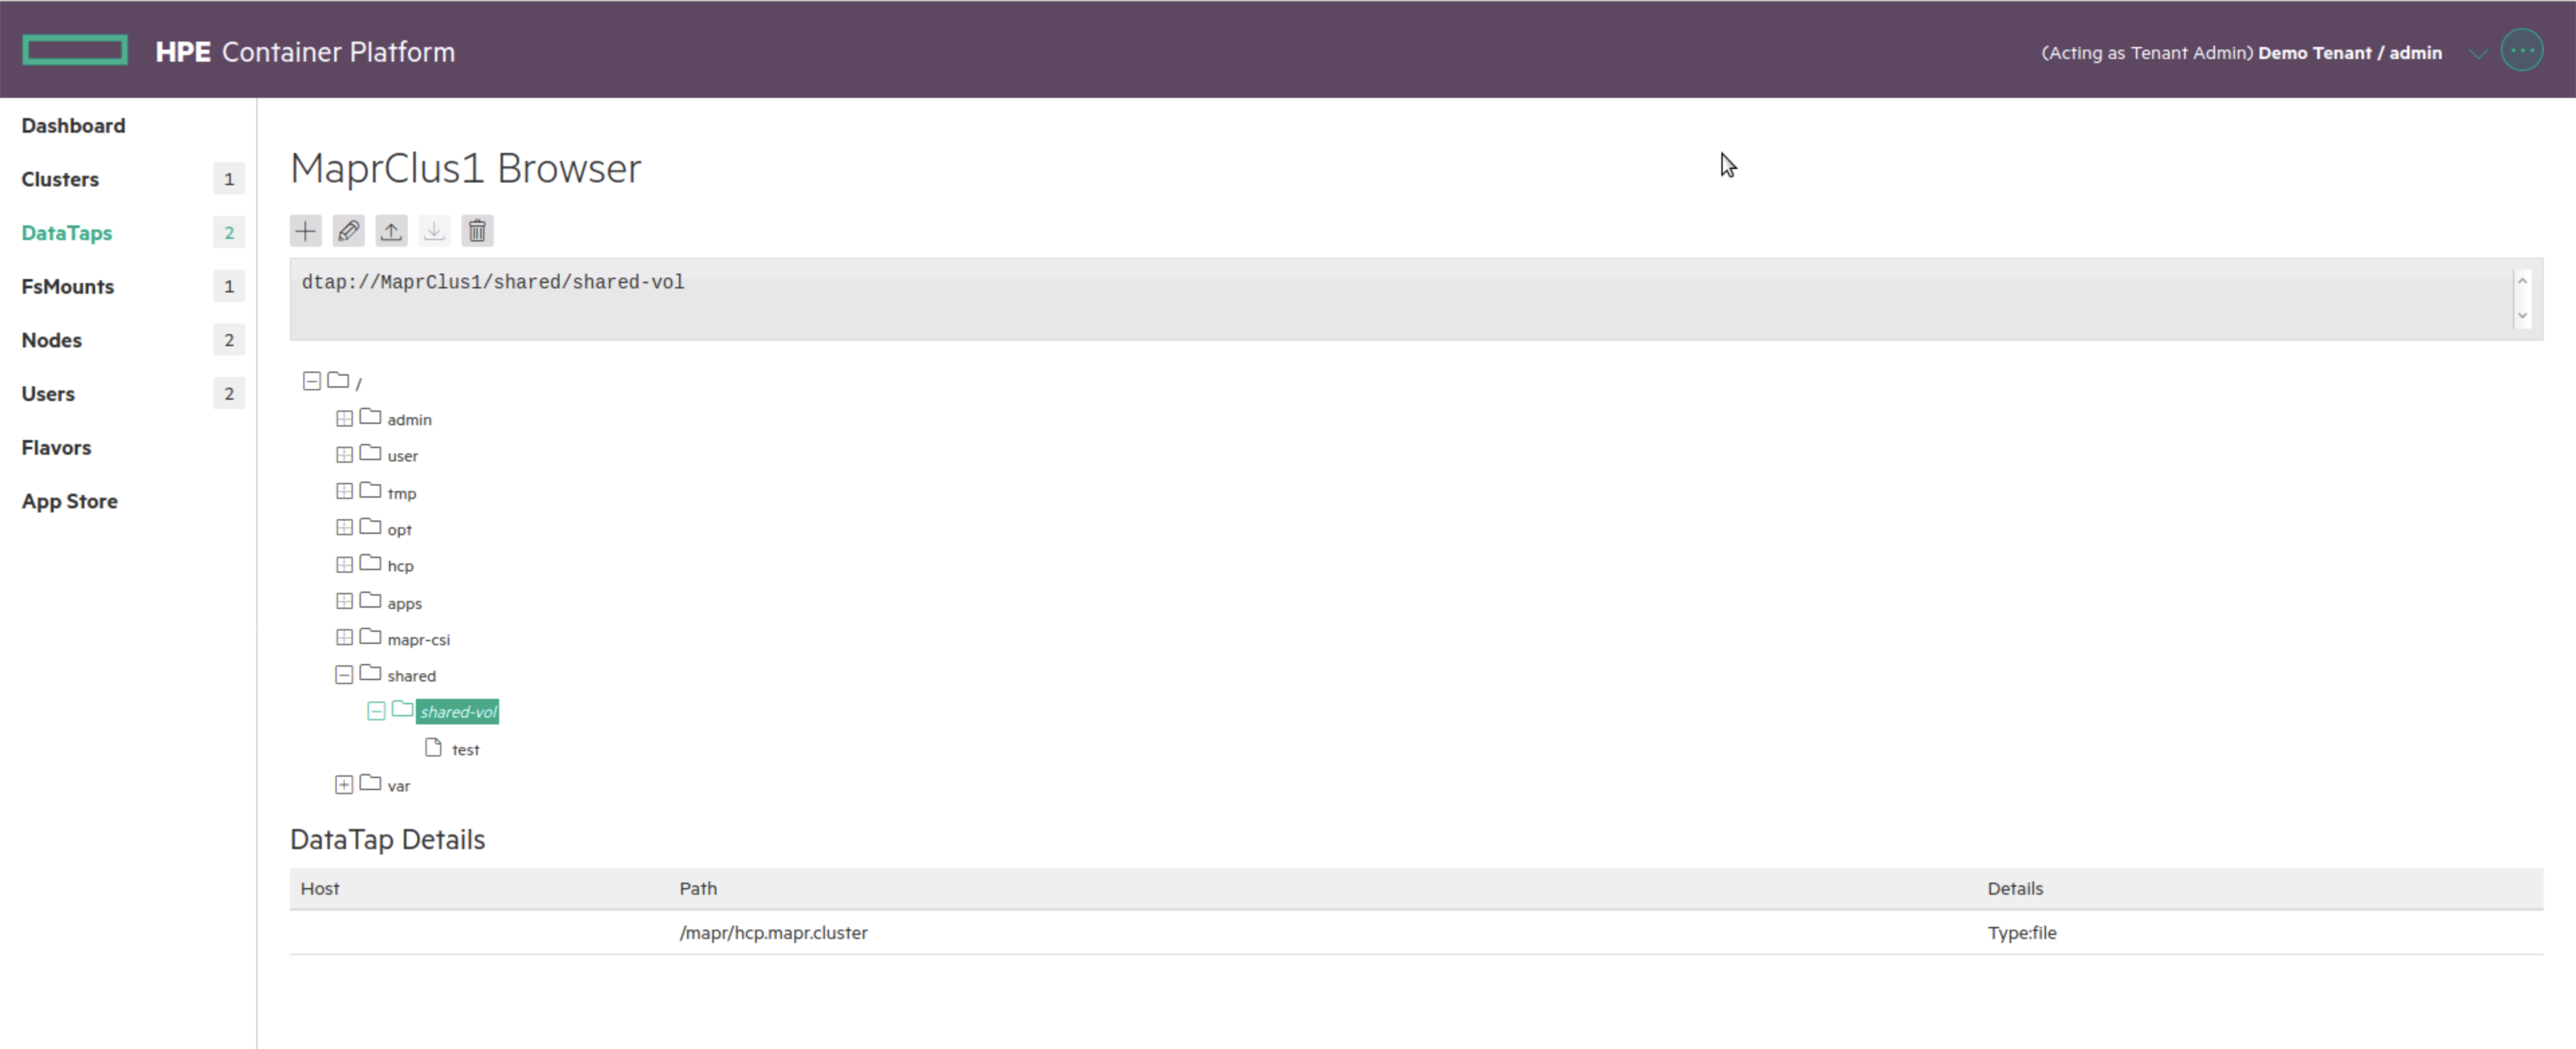 HPE Container Platform
(Acting as Tenant Admin) Demo Tenant / admin
Dashboard
Clusters 1
DataTaps 2
FsMounts 1
Nodes 2
Users 2
Flavors
App Store
MaprClus1 Browser
dtap://MaprClus1/shared/shared-vol
/
admin
user
tmp
opt
hcp
apps
mapr-csi
shared
shared-vol
test
var
DataTap Details
Host Path Details
/mapr/hcp.mapr.cluster Type:file